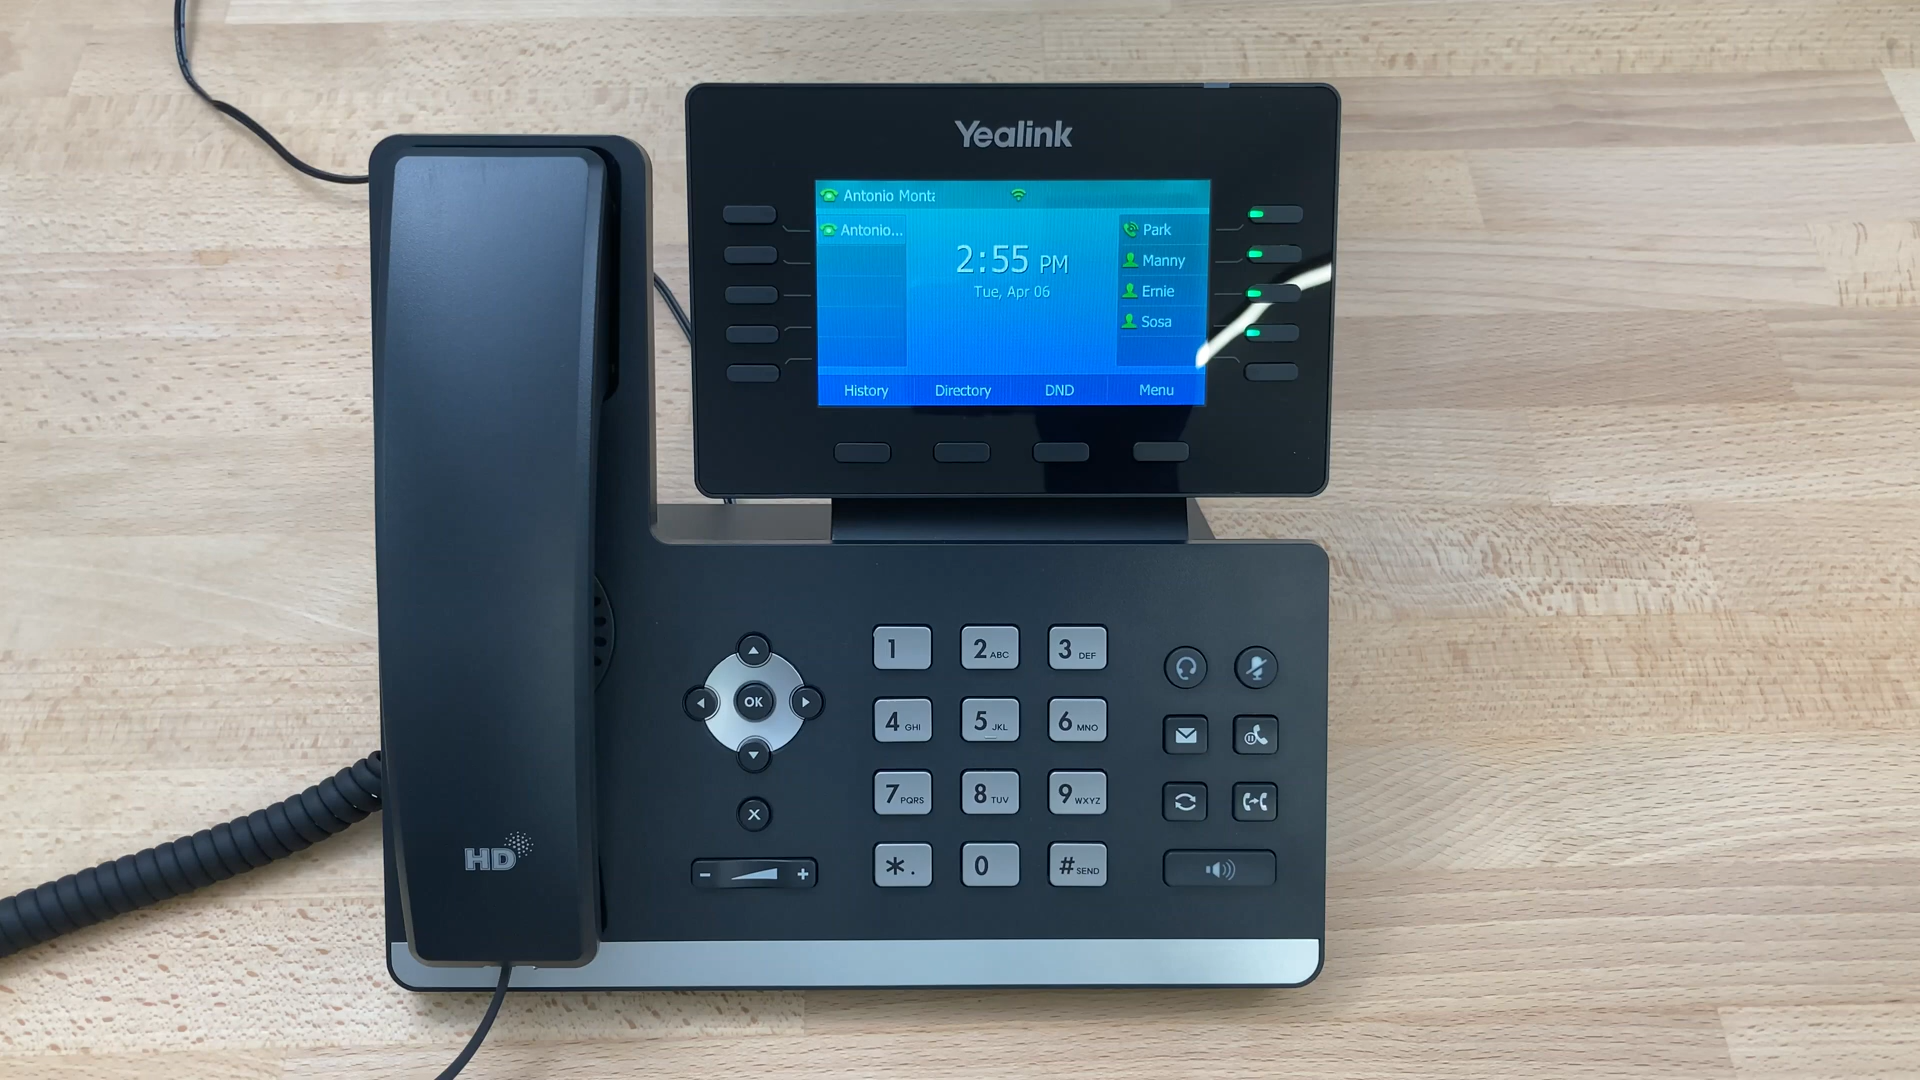 Yealink
Antonio Monta
Antonio...
2:55 PM
Tue, Apr 06
Park
Manny
Ernie
Sosa
History Directory DND Menu
HD
OK
X
- +
1 2 ABC 3 DEF
4 GHI 5 JKL 6 MNO
7 PQRS 8 TUV 9 WXYZ
*. 0 # SEND